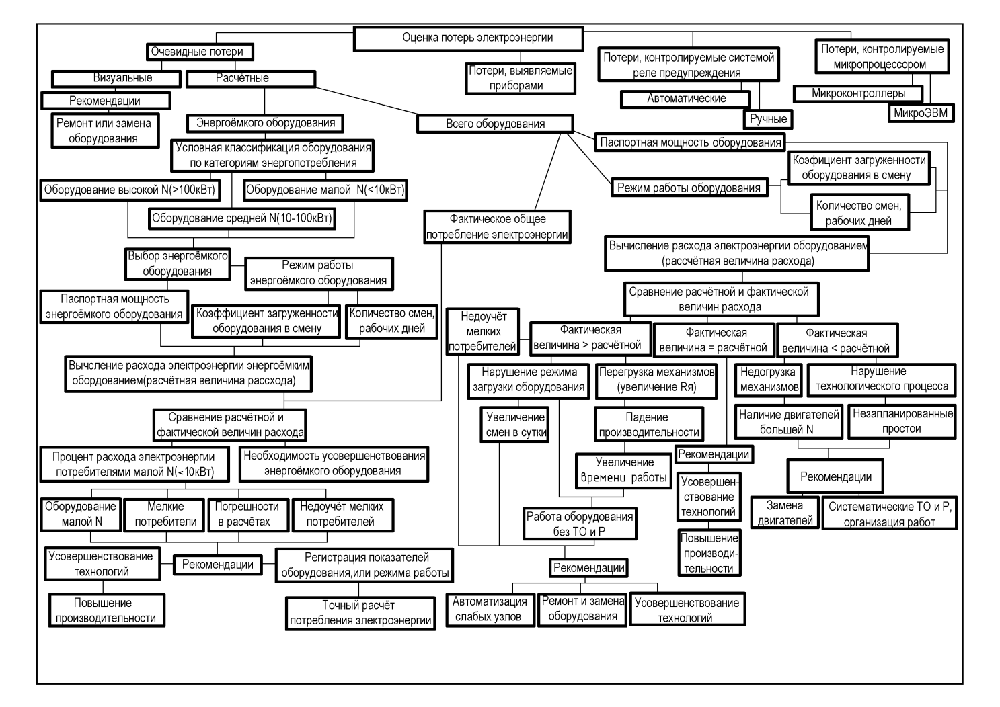 Оценка потерь электроэнергии
Очевидные потери
Визуальные
Расчётные
Рекомендации
Ремонт или замена
оборудования
Потери, выявляемые
приборами
Потери, контролируемые системой
реле предупреждения
Автоматические
Ручные
Потери, контролируемые
микропроцессором
Микроконтроллеры
МикроЭВМ
Энергоёмкого оборудования
Всего оборудования
Условная классификация оборудования
по категориям энергопотребления
Оборудование высокой N(>100кВт)
Оборудование малой N(<10кВт)
Оборудование средней N(10-100кВт)
Паспортная мощность оборудования
Режим работы оборудования
Коэфициент загруженности
оборудования в смену
Количество смен,
рабочих дней
Фактическое общее
потребление электроэнергии
Выбор энергоёмкого
оборудования
Режим работы
энергоёмкого оборудования
Паспортная мощность
энергоёмкого оборудования
Коэффициент загруженности
оборудования в смену
Количество смен,
рабочих дней
Вычсление расхода электроэнергии энергоёмким
обордованием(расчётная величина рассхода)
Сравнение расчётной и
фактической величин расхода
Процент расхода электроэнергии
потребителями малой N(<10кВт)
Необходимость усовершенствования
энергоёмкого оборудования
Оборудование
малой N
Мелкие
потребители
Погрешности
в расчётах
Недоучёт мелких
потребителей
Усовершенствование
технологий
Рекомендации
Регистрация показателей
оборудования,или режима работы
Повышение
производительности
Точный расчёт
потребления электроэнергии
Вычисление расхода электроэнергии оборудованием
(рассчётная величина расхода)
Сравнение расчётной и фактической
величин расхода
Недоучёт
мелких
потребителей
Фактическая
величина > расчётной
Фактическая
величина = расчётной
Фактическая
величина < расчётной
Нарушение режима
загрузки оборудования
Перегрузка механизмов
(увеличение Rя)
Недогрузка
механизмов
Нарушение
технологического процесса
Увеличение
смен в сутки
Падение
производительности
Наличие двигателей
большей N
Незапланированные
простои
Увеличение
времени работы
Рекомендации
Рекомендации
Усовершен-
ствование
технологий
Замена
двигателей
Систематические ТО и Р,
организация работ
Работа оборудования
без ТО и Р
Повышение
производи-
тельности
Рекомендации
Автоматизация
слабых узлов
Ремонт и замена
оборудования
Усовершенствование
технологий